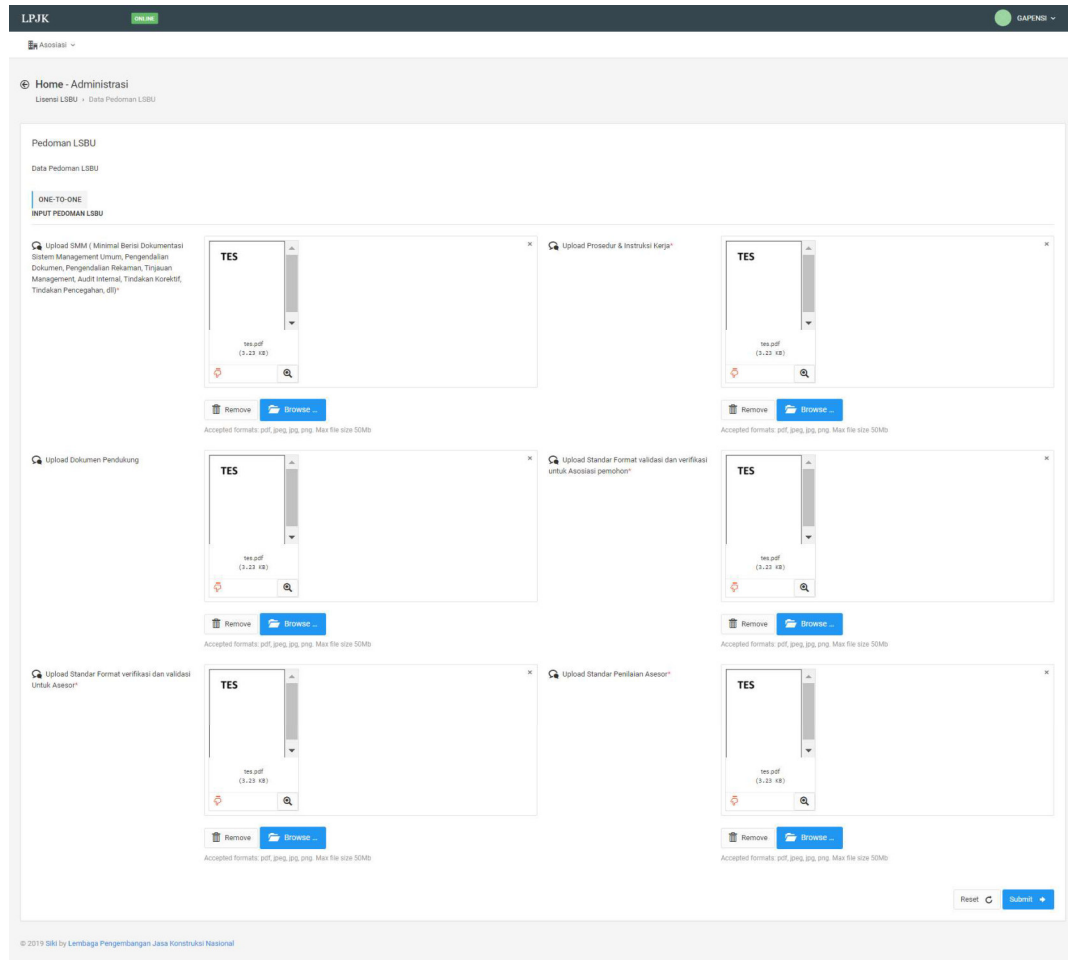 LPJK ONLINE GAPENSI
Asosiasi
Home - Administrasi
Lisensi LSBU › Data Pedoman LSBU
Pedoman LSBU
Data Pedoman LSBU
ONE-TO-ONE
INPUT PEDOMAN LSBU
Upload SMM ( Minimal Berisi Dokumentasi
Sistem Management Umum, Pengendalian
Dokumen, Pengendalian Rekaman, Tinjauan
Management, Audit Internal, Tindakan Korektif,
Tindakan Pencegahan, dll)*
TES
tes.pdf
(3.23 KB)
Remove Browse ...
Accepted formats: pdf, jpeg, jpg, png. Max file size 50Mb
Upload Prosedur & Instruksi Kerja*
TES
tes.pdf
(3.23 KB)
Remove Browse ...
Accepted formats: pdf, jpeg, jpg, png. Max file size 50Mb
Upload Dokumen Pendukung
TES
tes.pdf
(3.23 KB)
Remove Browse ...
Accepted formats: pdf, jpeg, jpg, png. Max file size 50Mb
Upload Standar Format validasi dan verifikasi
untuk Asosiasi pemohon*
TES
tes.pdf
(3.23 KB)
Remove Browse ...
Accepted formats: pdf, jpeg, jpg, png. Max file size 50Mb
Upload Standar Format verifikasi dan validasi
Untuk Asesor*
TES
tes.pdf
(3.23 KB)
Remove Browse ...
Accepted formats: pdf, jpeg, jpg, png. Max file size 50Mb
Upload Standar Penilaian Asesor*
TES
tes.pdf
(3.23 KB)
Remove Browse ...
Accepted formats: pdf, jpeg, jpg, png. Max file size 50Mb
Reset Submit
© 2019 Siki by Lembaga Pengembangan Jasa Konstruksi Nasional